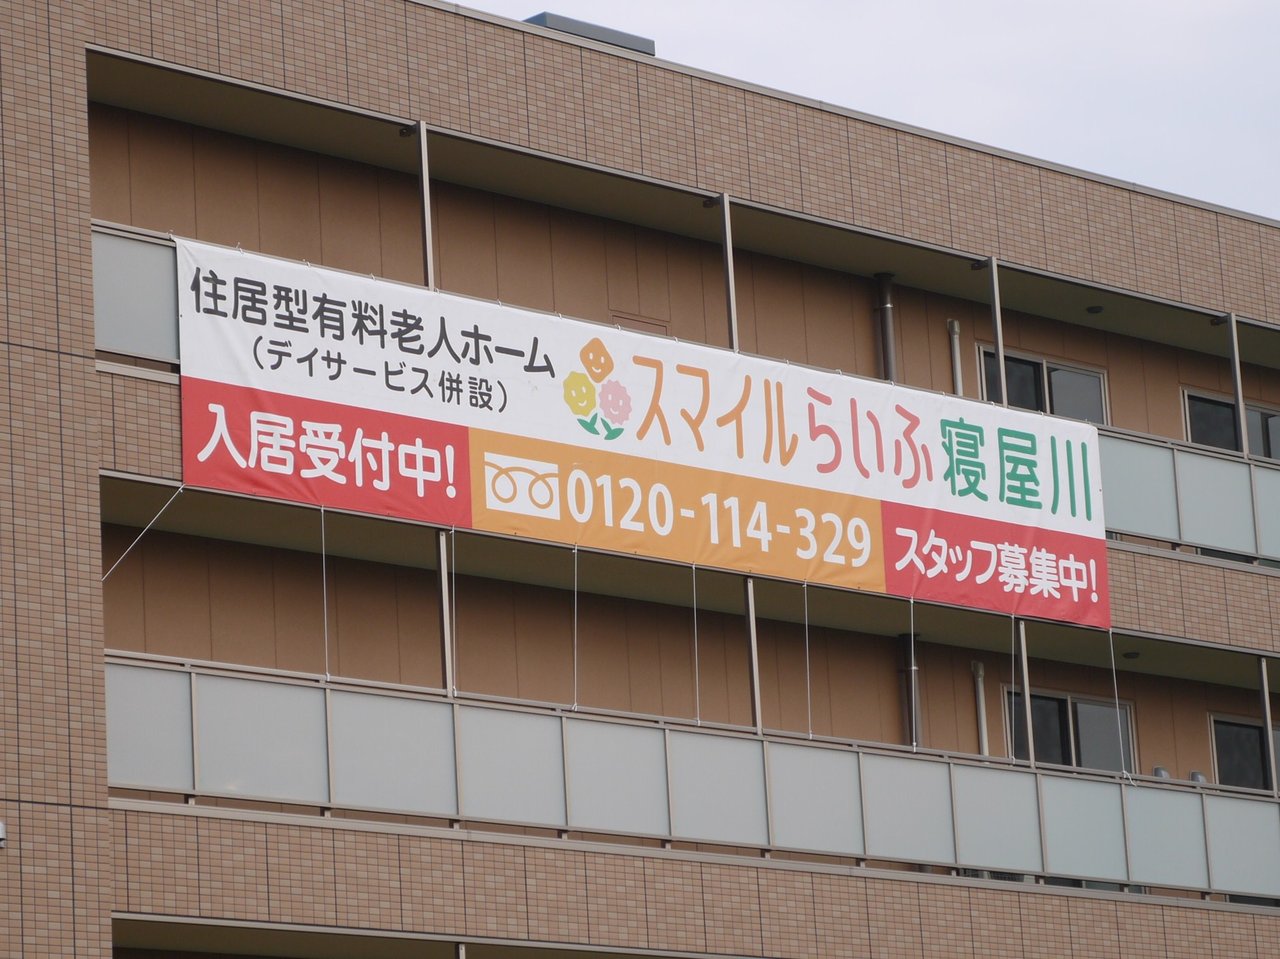 住居型有料老人ホーム
(デイサービス併設)
スマイルらいふ寝屋川
入居受付中!
0120-114-329
スタッフ募集中!